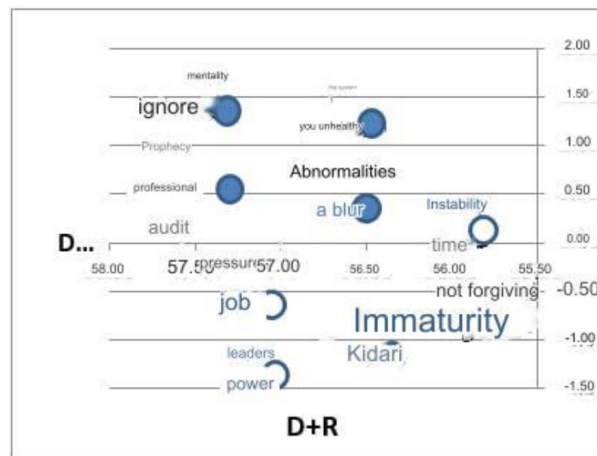 2.00
mentality
1.50
ignore
you unhealthy
1.00
Prophecy
Abnormalities
professional
0.50
a blur
Instability
audit
D...
time
0.00
58.00
57.
pressures
57.00
56.50
56.00
55.50
not forgiving
-0.50
job
Immaturity
-1.00
leaders
Kidari
power
-1.50
D+R